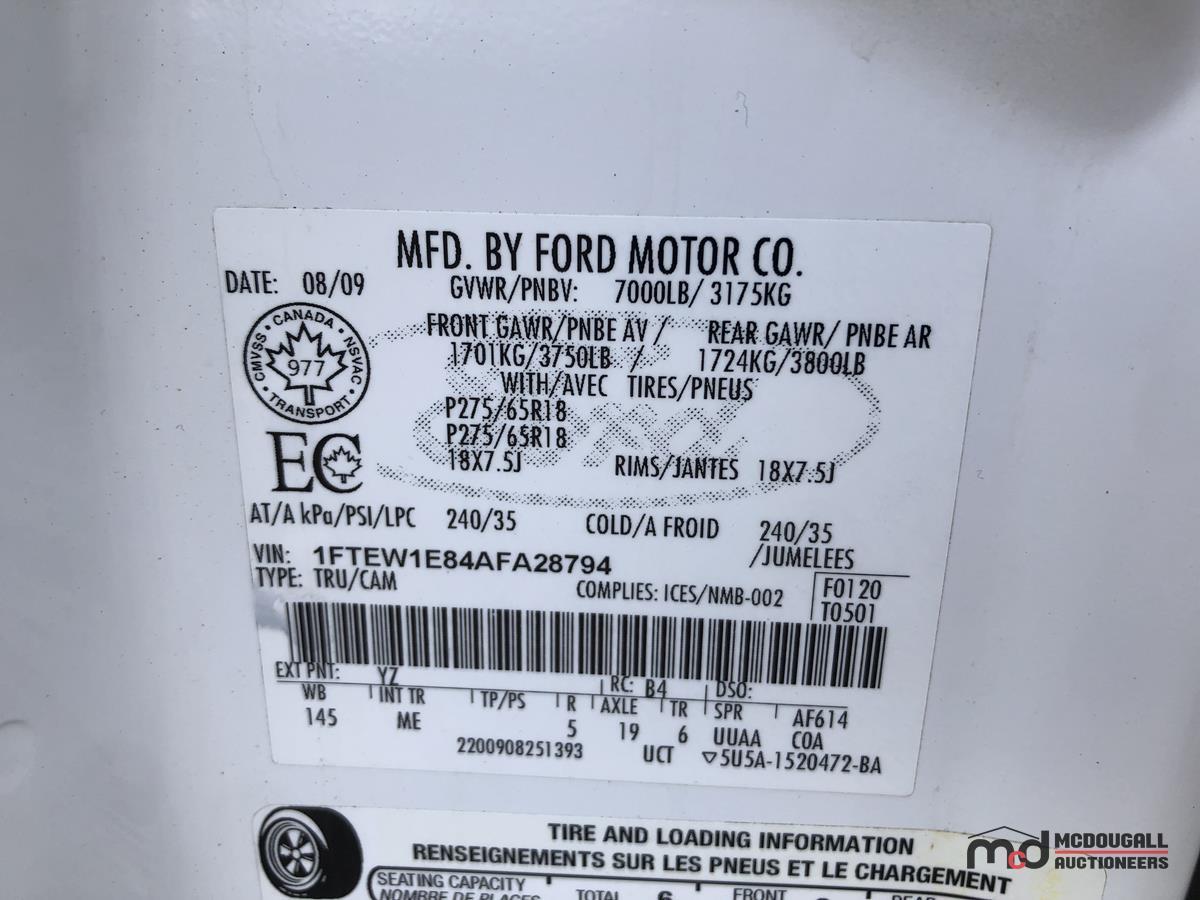 MFD. BY FORD MOTOR CO.
DATE: 08/09 GVWR/PNBV: 7000LB/ 3175KG
FRONT GAWR/PNBE AV / REAR GAWR/ PNBE AR
1701KG/3750LB / 1724KG/3800LB
WITH/AVEC TIRES/PNEUS
CANADA
CMVSS NSVAC
977
TRANSPORT
P275/65R18
P275/65R18
EC
18X7.5J RIMS/JANTES 18X7.5J
AT/A kPa/PSI/LPC 240/35 COLD/A FROID 240/35
/JUMELEES
VIN: 1FTEW1E84AFA28794
TYPE: TRU/CAM COMPLIES: ICES/NMB-002 F0120
T0501
EXT PNT: YZ RC: B4 DSO:
WB INT TR TP/PS R AXLE TR SPR AF614
145 ME 5 19 6 UUAA COA
2200908251393 UCT ▽5U5A-1520472-BA
TIRE AND LOADING INFORMATION
RENSEIGNEMENTS SUR LES PNEUS ET LE CHARGEMENT
SEATING CAPACITY
NOMBRE DE PLACES TOTAL 6 FRONT
mcd MCDOUGALL
AUCTIONEERS